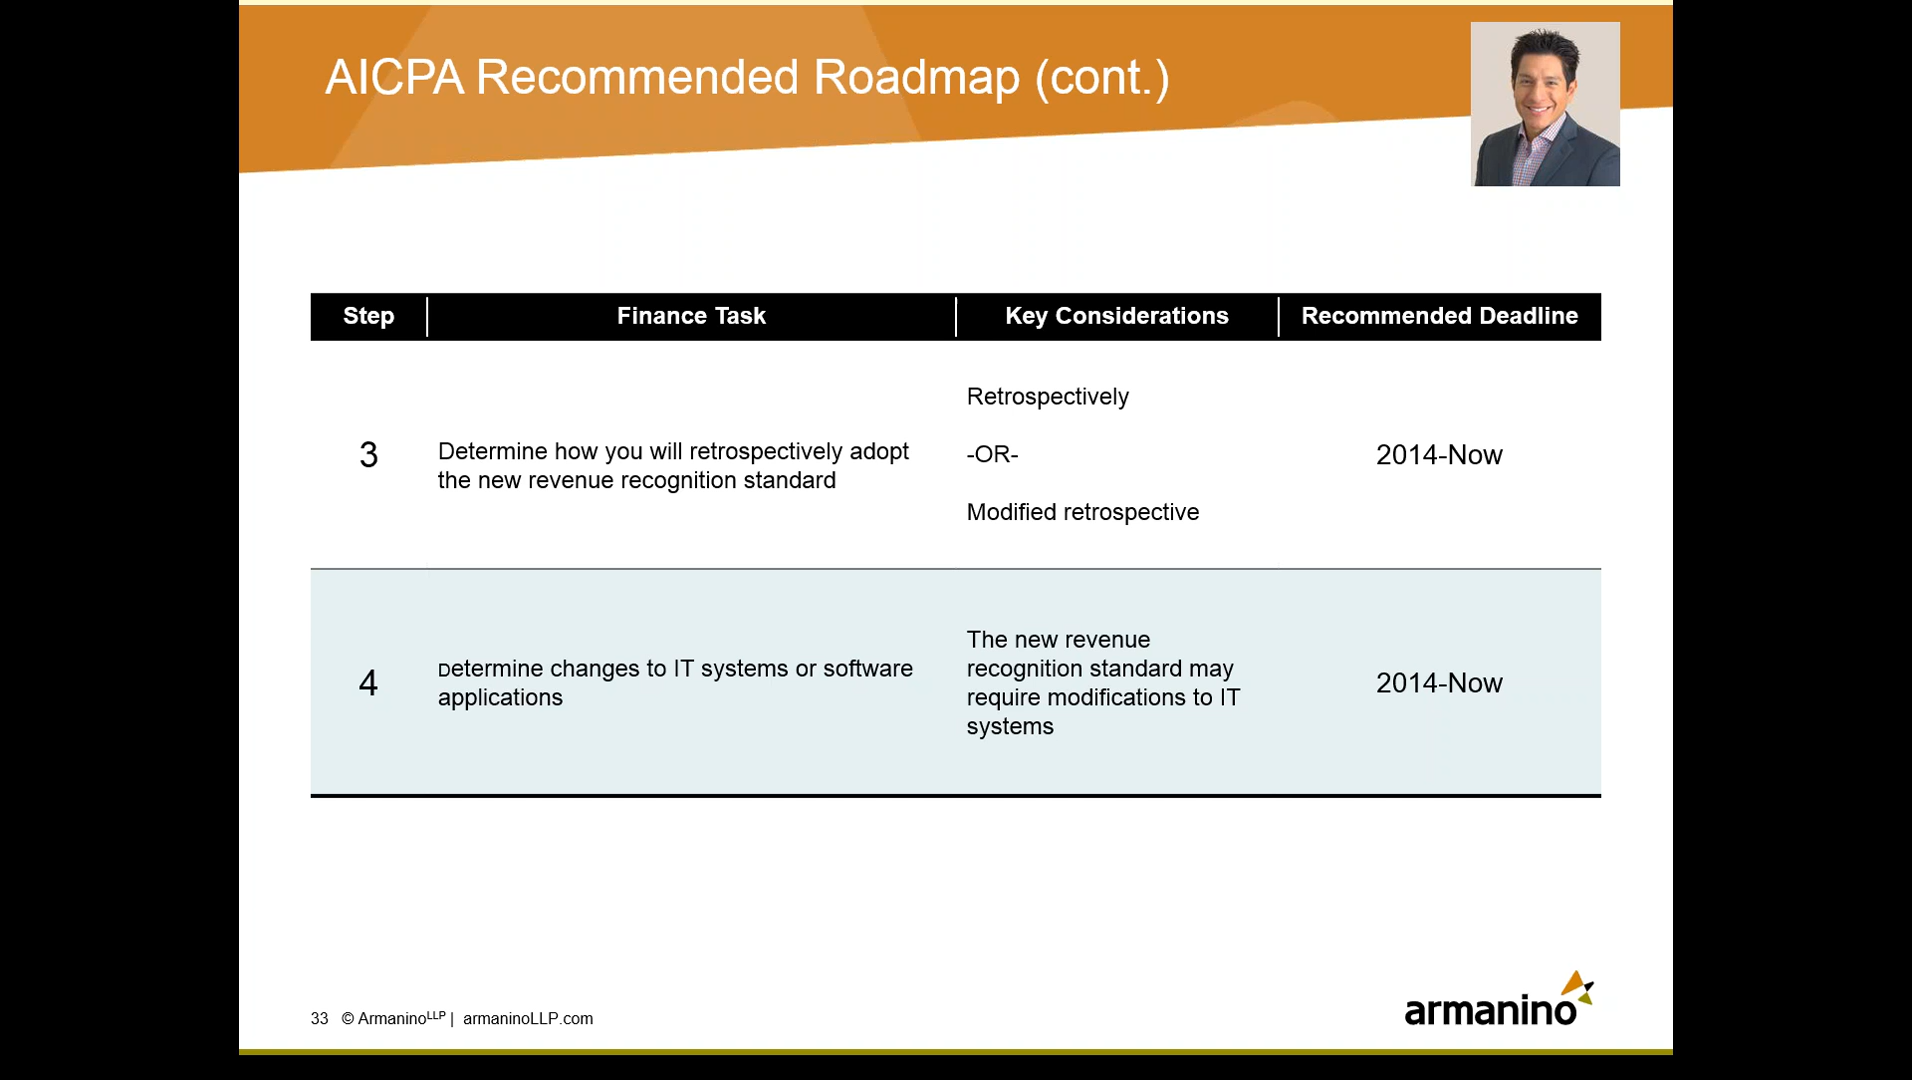 AICPA Recommended Roadmap (cont.)
Step Finance Task Key Considerations Recommended Deadline
3
Determine how you will retrospectively adopt
the new revenue recognition standard
Retrospectively
-OR-
Modified retrospective
2014-Now
4
Determine changes to IT systems or software
applications
The new revenue
recognition standard may
require modifications to IT
systems
2014-Now
33 © ArmaninoLLP | armaninoLLP.com
armanino